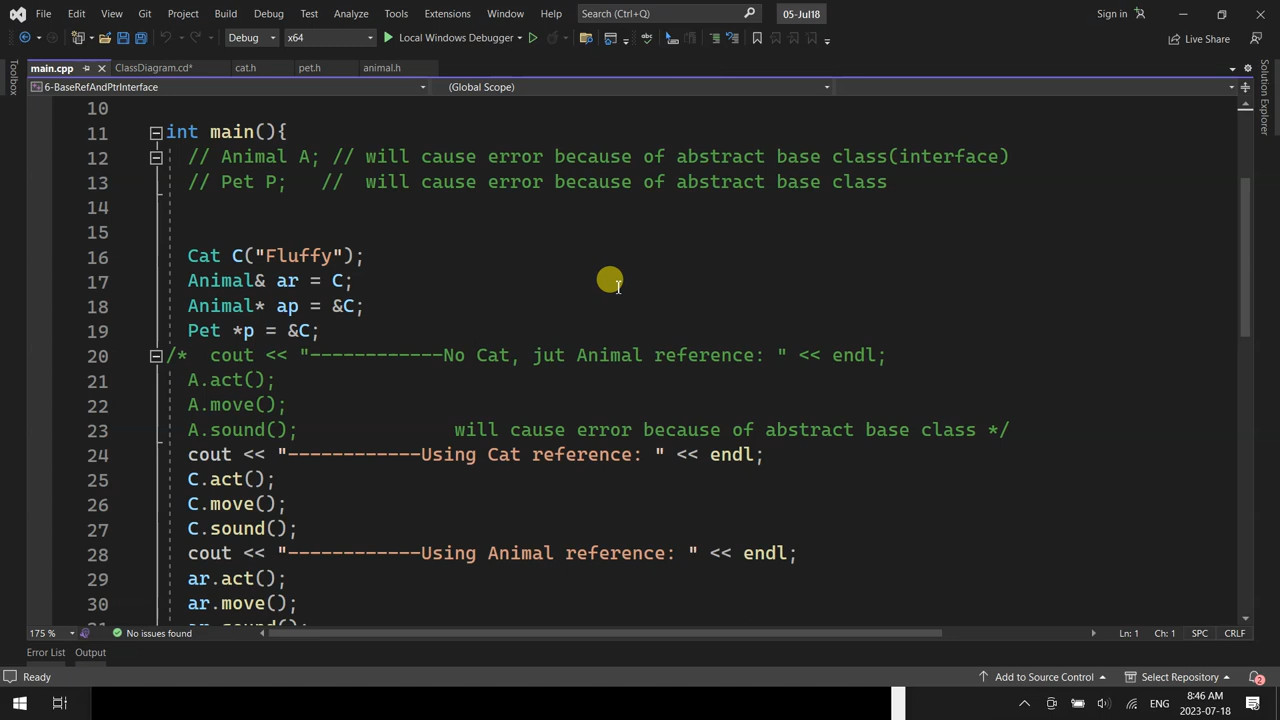 File Edit View Git Project Build Debug Test Analyze Tools Extensions Window Help Search (Ctrl+Q) 05-Jul18 Sign in
Debug x64 Local Windows Debugger Live Share
main.cpp ClassDiagram.cd* cat.h pet.h animal.h
Toolbox
Solution Explorer
6-BaseRefAndPtrInterface (Global Scope)
10
11 int main(){
12 // Animal A; // will cause error because of abstract base class(interface)
13 // Pet P; // will cause error because of abstract base class
14
15
16 Cat C("Fluffy");
17 Animal& ar = C;
18 Animal* ap = &C;
19 Pet *p = &C;
20 /* cout << "------------No Cat, jut Animal reference: " << endl;
21 A.act();
22 A.move();
23 A.sound(); will cause error because of abstract base class */
24 cout << "------------Using Cat reference: " << endl;
25 C.act();
26 C.move();
27 C.sound();
28 cout << "------------Using Animal reference: " << endl;
29 ar.act();
30 ar.move();
175 % No issues found Ln: 1 Ch: 1 SPC CRLF
Error List Output
Ready Add to Source Control Select Repository 2
ENG 8:46 AM
2023-07-18